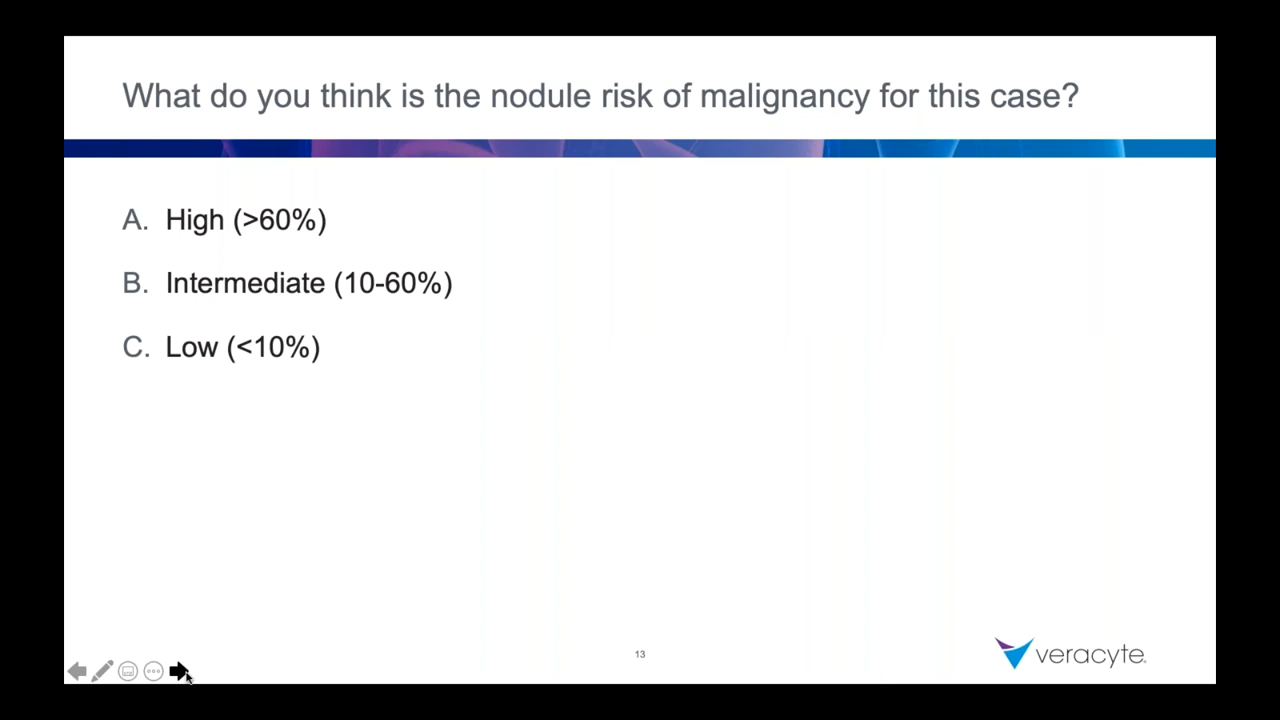 What do you think is the nodule risk of malignancy for this case?
A. High (>60%)
B. Intermediate (10-60%)
C. Low (<10%)
13
veracyte.